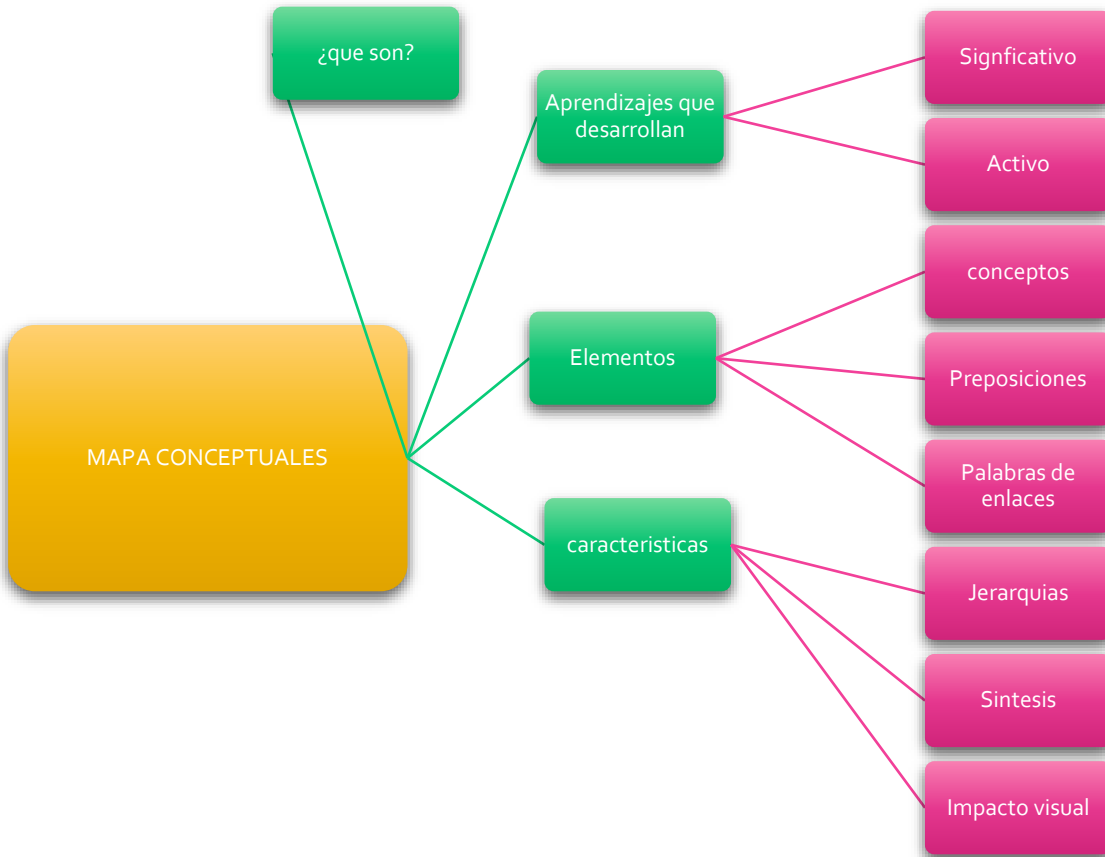 ¿que son?
Aprendizajes que
desarrollan
Signficativo
Activo
MAPA CONCEPTUALES
Elementos
conceptos
Preposiciones
Palabras de
enlaces
caracteristicas
Jerarquias
Sintesis
Impacto visual